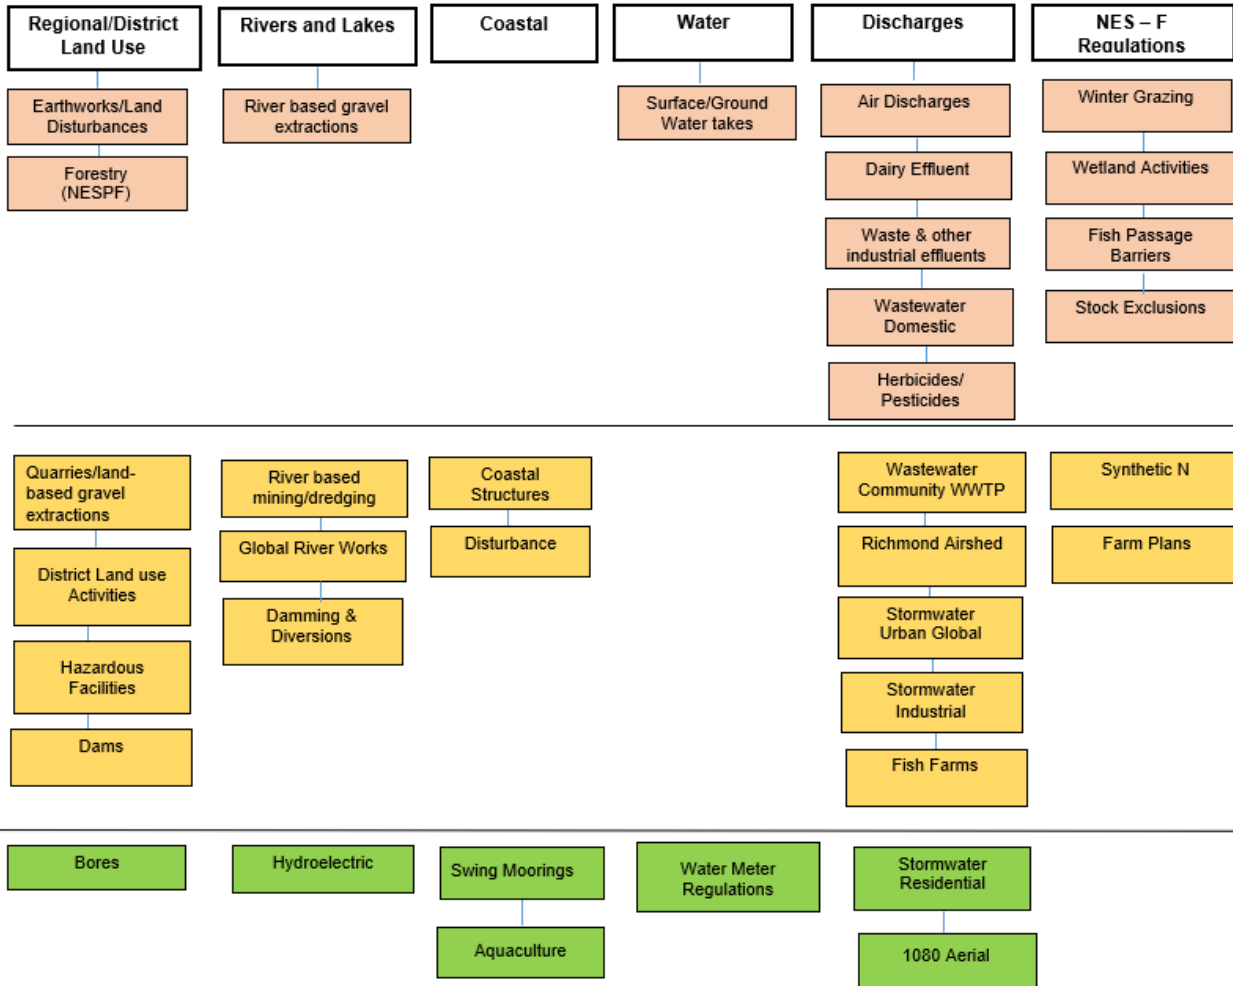 Regional/District
Land Use
Rivers and Lakes
Coastal
Water
Discharges
NES – F
Regulations
Earthworks/Land
Disturbances
River based gravel
extractions
Surface/Ground
Water takes
Air Discharges
Winter Grazing
Forestry
(NESPF)
Dairy Effluent
Wetland Activities
Waste & other
industrial effluents
Fish Passage
Barriers
Wastewater
Domestic
Stock Exclusions
Herbicides/
Pesticides
Quarries/land-
based gravel
extractions
River based
mining/dredging
Coastal
Structures
Wastewater
Community WWTP
Synthetic N
District Land use
Activities
Global River Works
Disturbance
Richmond Airshed
Farm Plans
Hazardous
Facilities
Damming &
Diversions
Stormwater
Urban Global
Dams
Stormwater
Industrial
Fish Farms
Bores
Hydroelectric
Swing Moorings
Water Meter
Regulations
Stormwater
Residential
Aquaculture
1080 Aerial